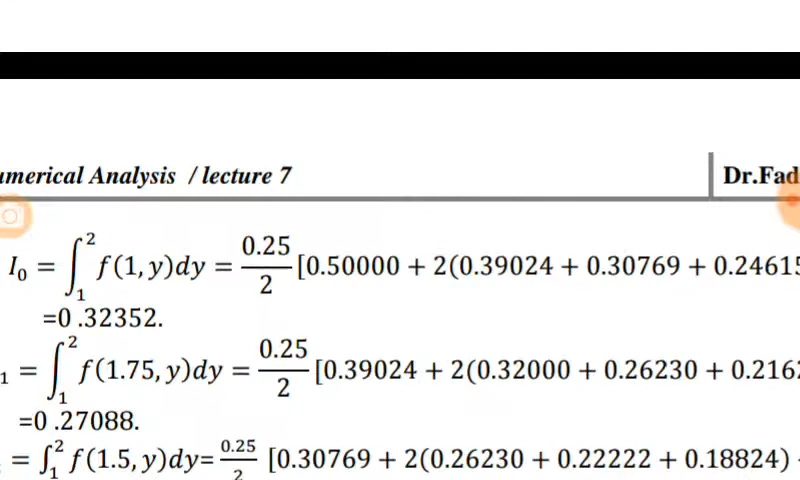 umerical Analysis / lecture 7 Dr.Fad
I₀ = ∫₁² f(1, y)dy = 0.25/2 [0.50000 + 2(0.39024 + 0.30769 + 0.24615
=0 .32352.
₁ = ∫₁² f(1.75, y)dy = 0.25/2 [0.39024 + 2(0.32000 + 0.26230 + 0.2162
=0 .27088.
= ∫₁² f(1.5, y)dy= 0.25/2 [0.30769 + 2(0.26230 + 0.22222 + 0.18824)